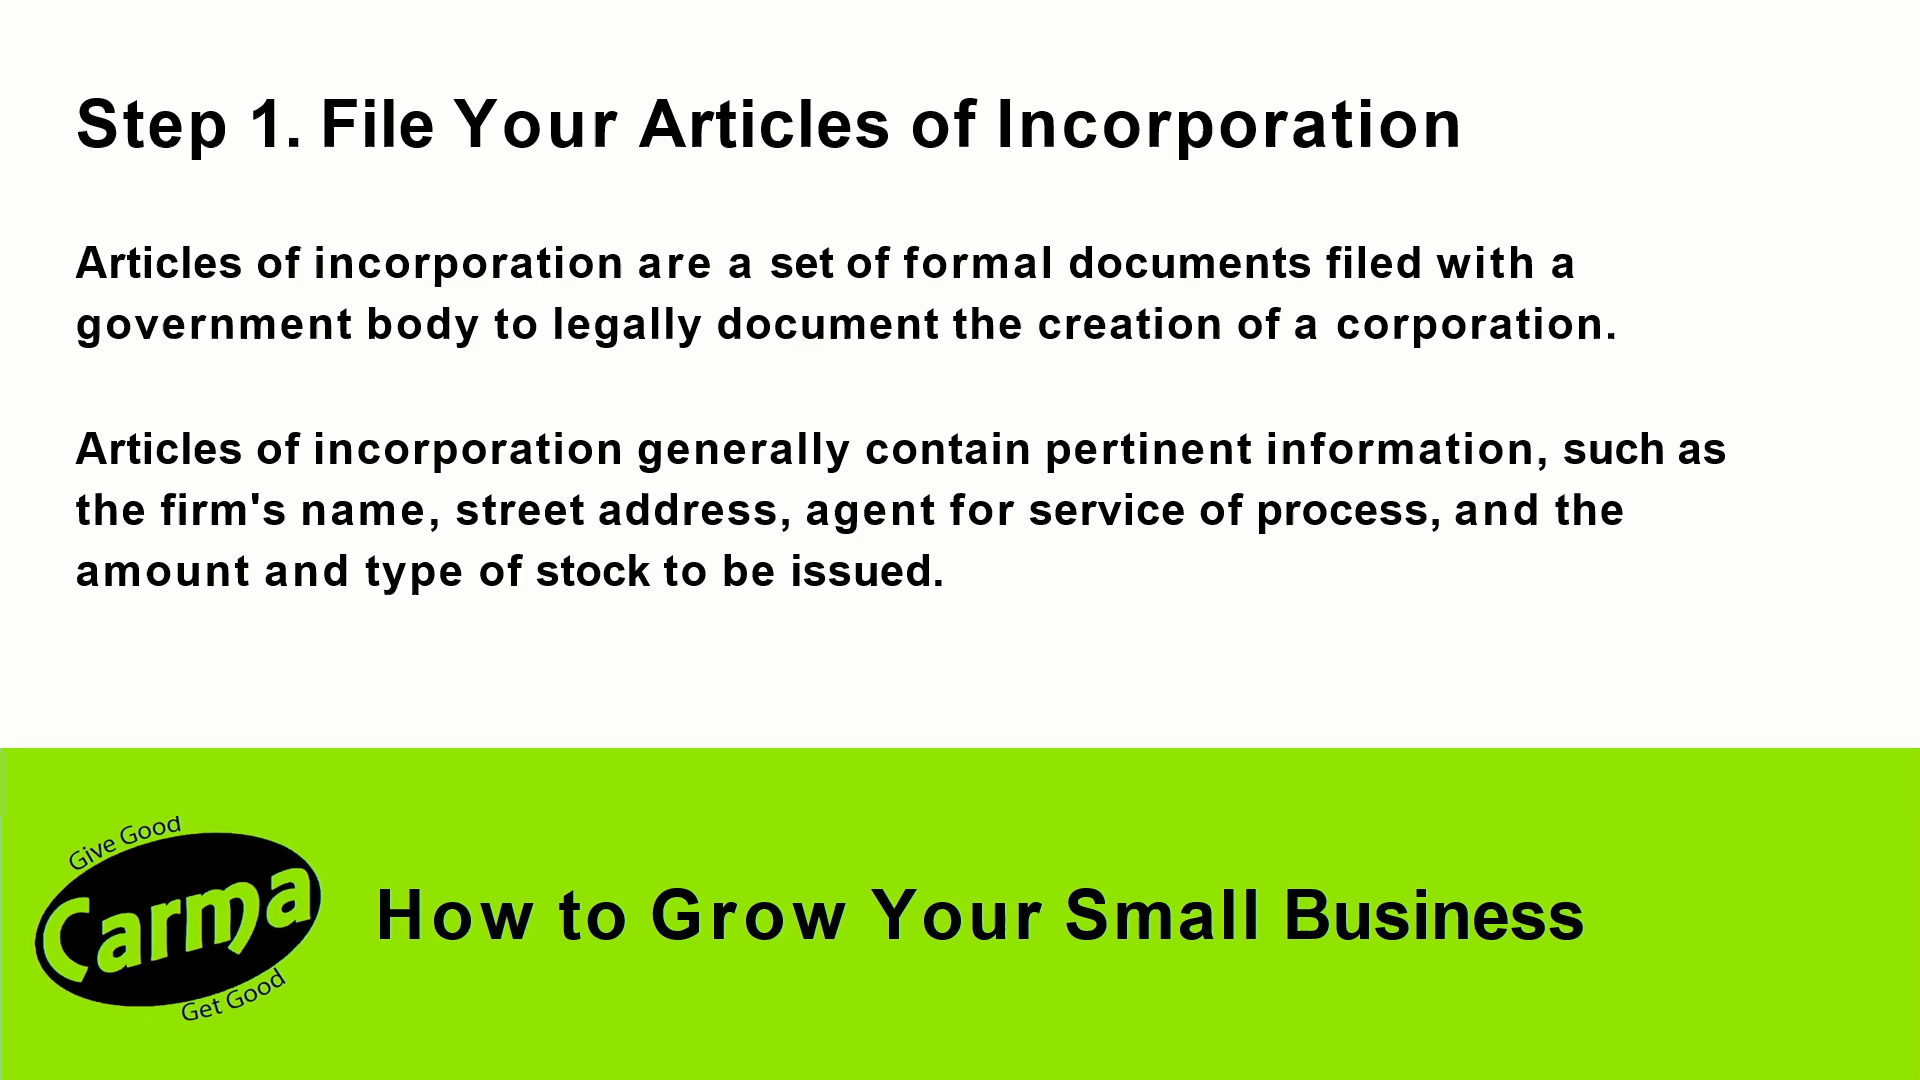 Step 1. File Your Articles of Incorporation
Articles of incorporation are a set of formal documents filed with a
government body to legally document the creation of a corporation.
Articles of incorporation generally contain pertinent information, such as
the firm's name, street address, agent for service of process, and the
amount and type of stock to be issued.
Give Good
Carma
Get Good
How to Grow Your Small Business